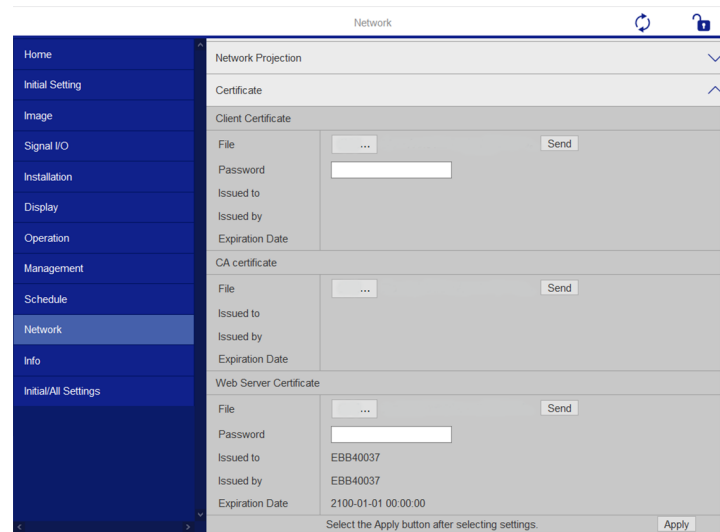 Network
Home
Initial Setting
Image
Signal I/O
Installation
Display
Operation
Management
Schedule
Network
Info
Initial/All Settings
Network Projection
Certificate
Client Certificate
File ... Send
Password
Issued to
Issued by
Expiration Date
CA certificate
File ... Send
Issued to
Issued by
Expiration Date
Web Server Certificate
File ... Send
Password
Issued to EBB40037
Issued by EBB40037
Expiration Date 2100-01-01 00:00:00
Select the Apply button after selecting settings. Apply